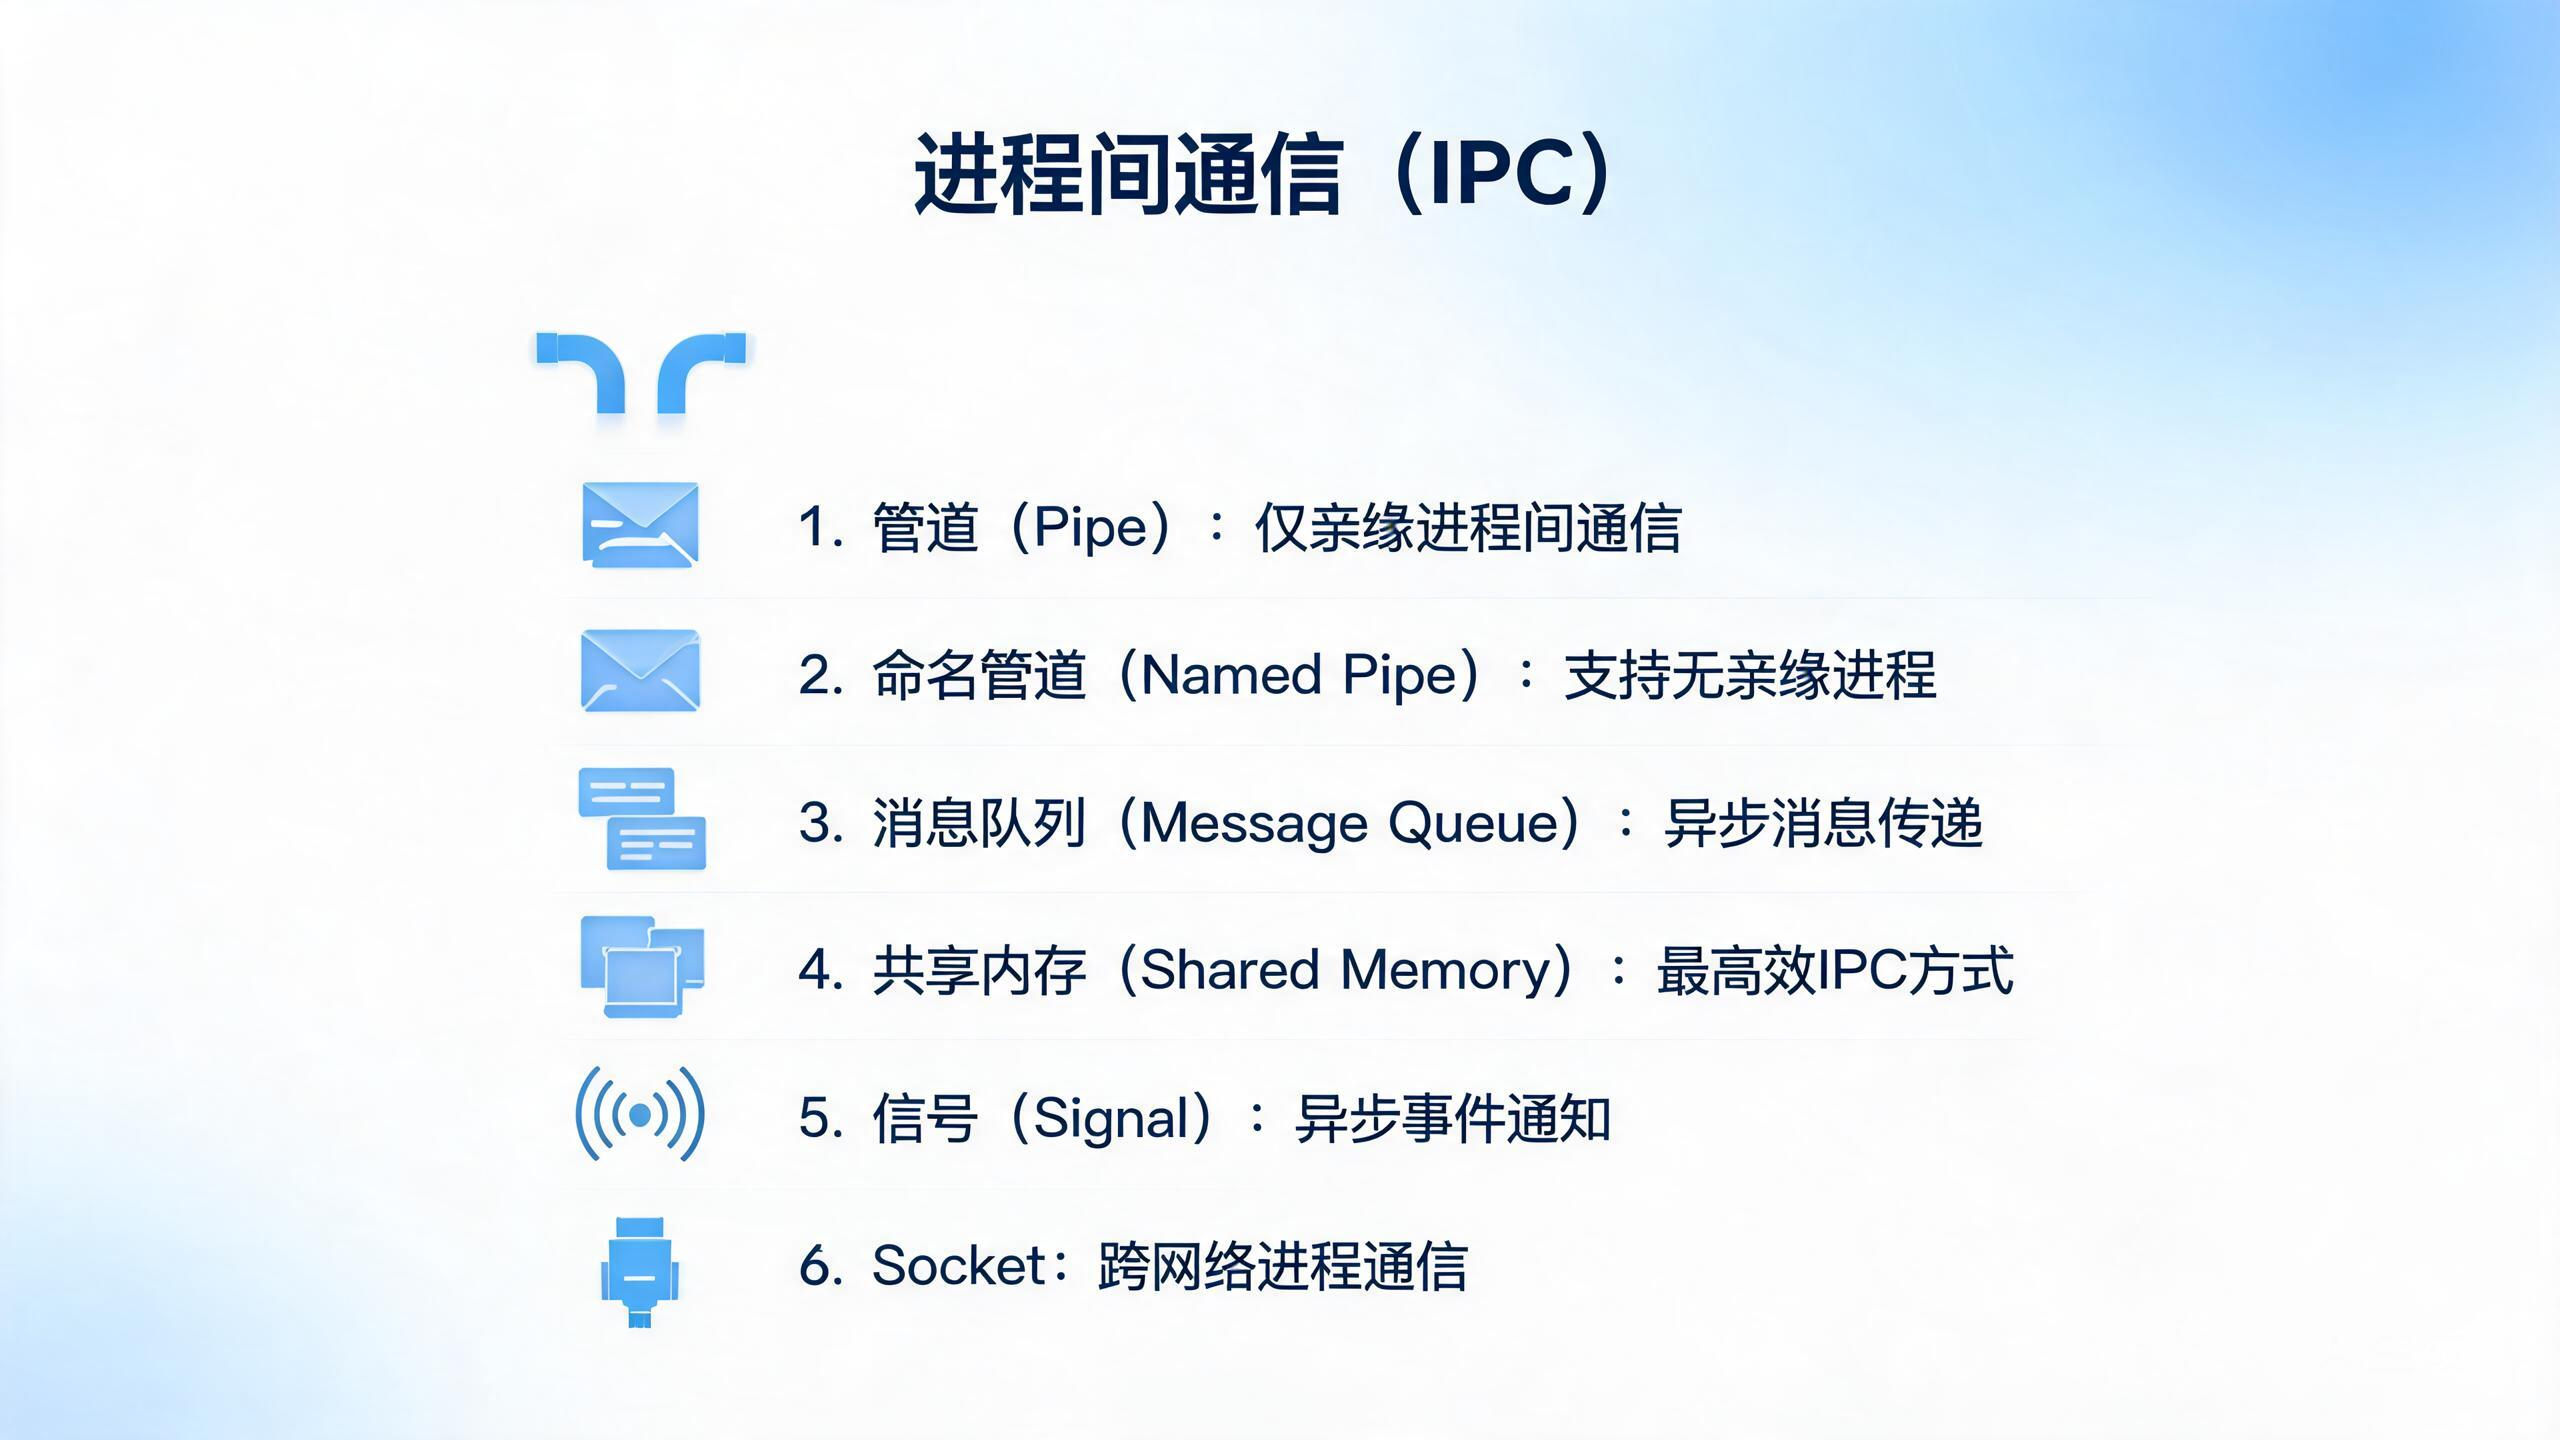 进程间通信（IPC）
1. 管道（Pipe）：仅亲缘进程间通信
2. 命名管道（Named Pipe）：支持无亲缘进程
3. 消息队列（Message Queue）：异步消息传递
4. 共享内存（Shared Memory）：最高效IPC方式
5. 信号（Signal）：异步事件通知
6. Socket：跨网络进程通信